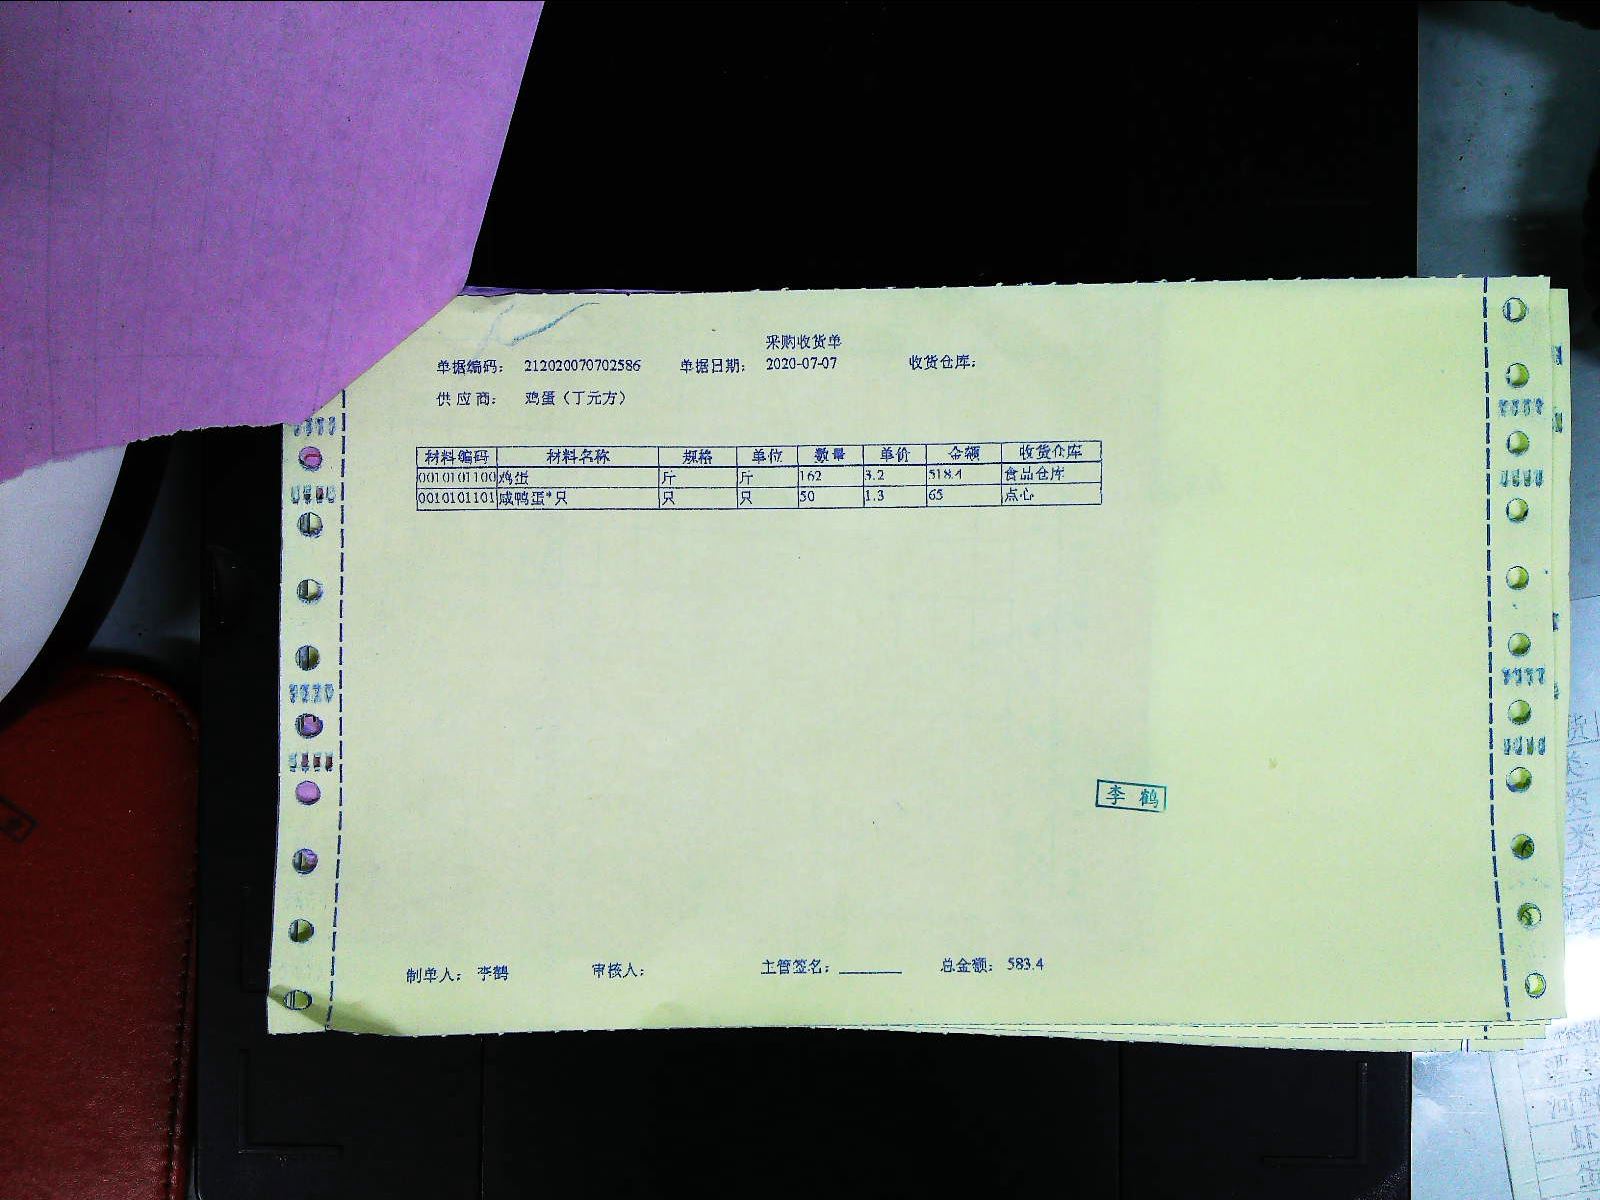 采购收货单
单据编码： 212020070702586 单据日期： 2020-07-07 收货仓库：
供应商： 鸡蛋（丁元方）
材料编码 材料名称 规格 单位 数量 单价 金额 收货仓库
0010101100 鸡蛋 斤 斤 162 3.2 518.4 食品仓库
0010101101 咸鸭蛋*只 只 只 50 1.3 65 点心
李鹤
制单人： 李鹤 审核人： 主管签名： 总金额： 583.4